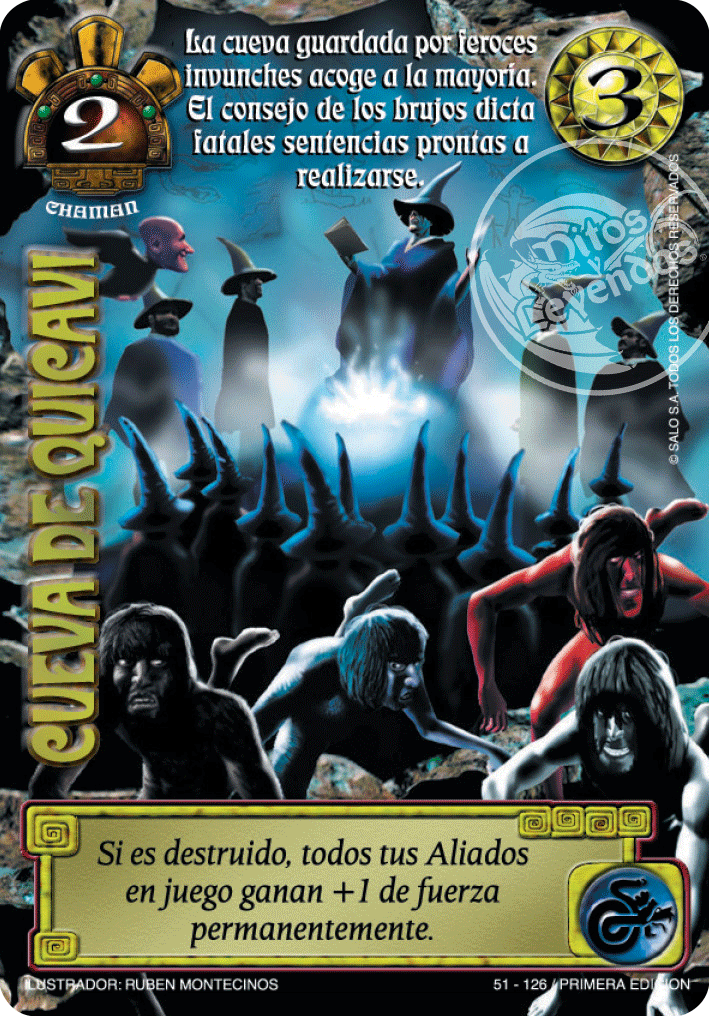 La cueva guardada por feroces
invunches acoge a la mayoría.
El consejo de los brujos dicta
fatales sentencias prontas a
realizarse.
2
3
CHAMAN
Mitos
y
Leyendas
CUEVA DE QUICAVI
© SALO S.A. TODOS LOS DERECHOS RESERVADOS
Si es destruido, todos tus Aliados
en juego ganan +1 de fuerza
permanentemente.
ILUSTRADOR: RUBEN MONTECINOS
51 - 126 / PRIMERA EDICION